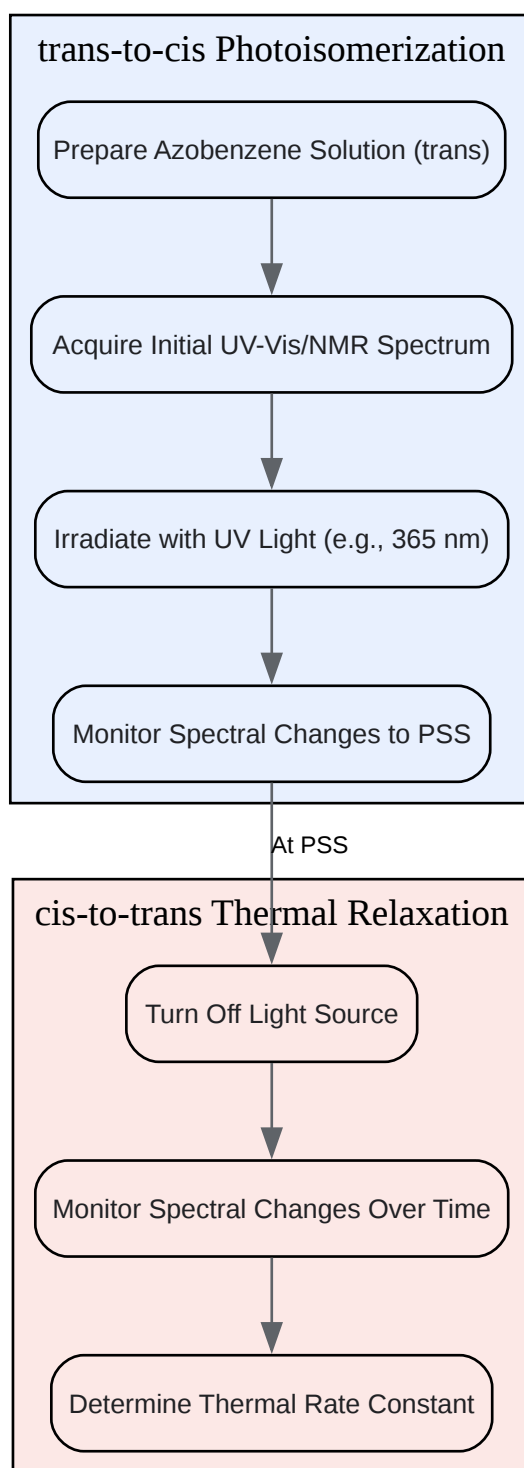 trans-to-cis Photoisomerization
Prepare Azobenzene Solution (trans)
Acquire Initial UV-Vis/NMR Spectrum
Irradiate with UV Light (e.g., 365 nm)
Monitor Spectral Changes to PSS
At PSS
cis-to-trans Thermal Relaxation
Turn Off Light Source
Monitor Spectral Changes Over Time
Determine Thermal Rate Constant